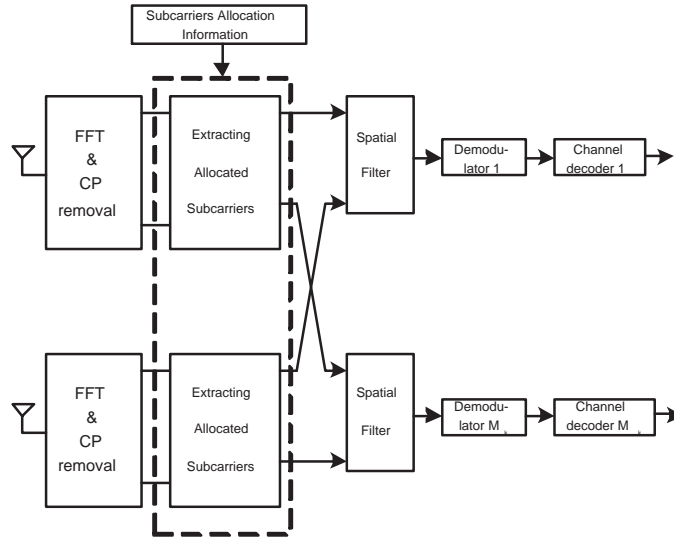 Subcarriers Allocation
Information
FFT
&
CP
removal
Extracting
Allocated
Subcarriers
Spatial
Filter
Demodu-
lator 1
Channel
decoder 1
FFT
&
CP
removal
Extracting
Allocated
Subcarriers
Spatial
Filter
Demodu-
lator M k
Channel
decoder M k